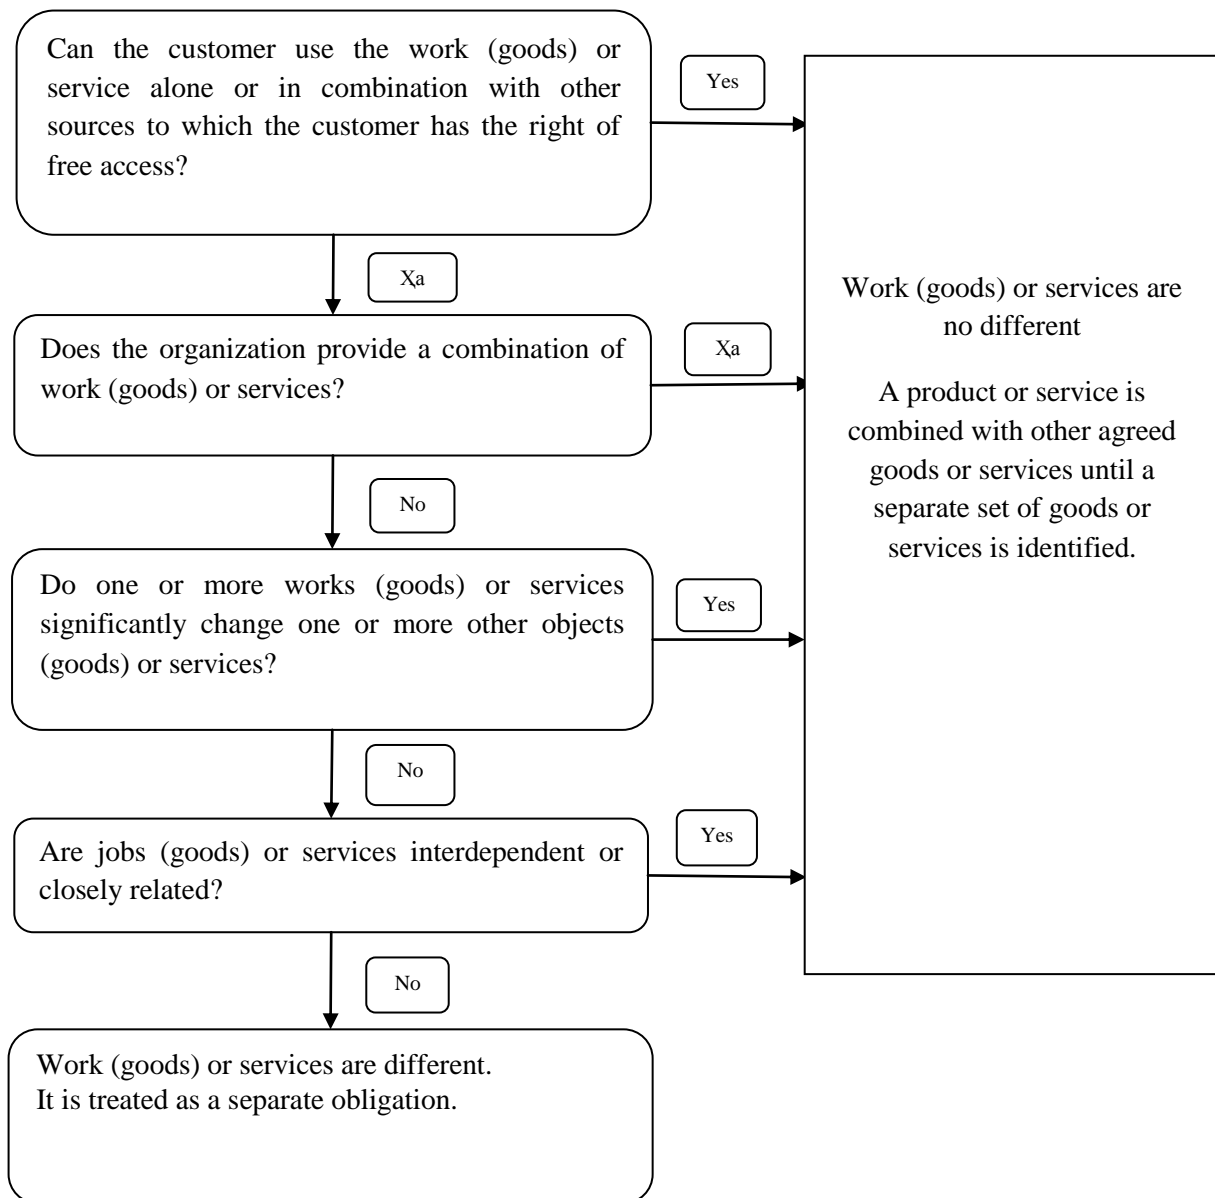 Can the customer use the work (goods) or
service alone or in combination with other
sources to which the customer has the right of
free access?
Yes
Work (goods) or services are
no different
A product or service is
combined with other agreed
goods or services until a
separate set of goods or
services is identified.
Ҳа
Does the organization provide a combination of
work (goods) or services?
Ҳа
No
Do one or more works (goods) or services
significantly change one or more other objects
(goods) or services?
Yes
No
Are jobs (goods) or services interdependent or
closely related?
Yes
No
Work (goods) or services are different.
It is treated as a separate obligation.